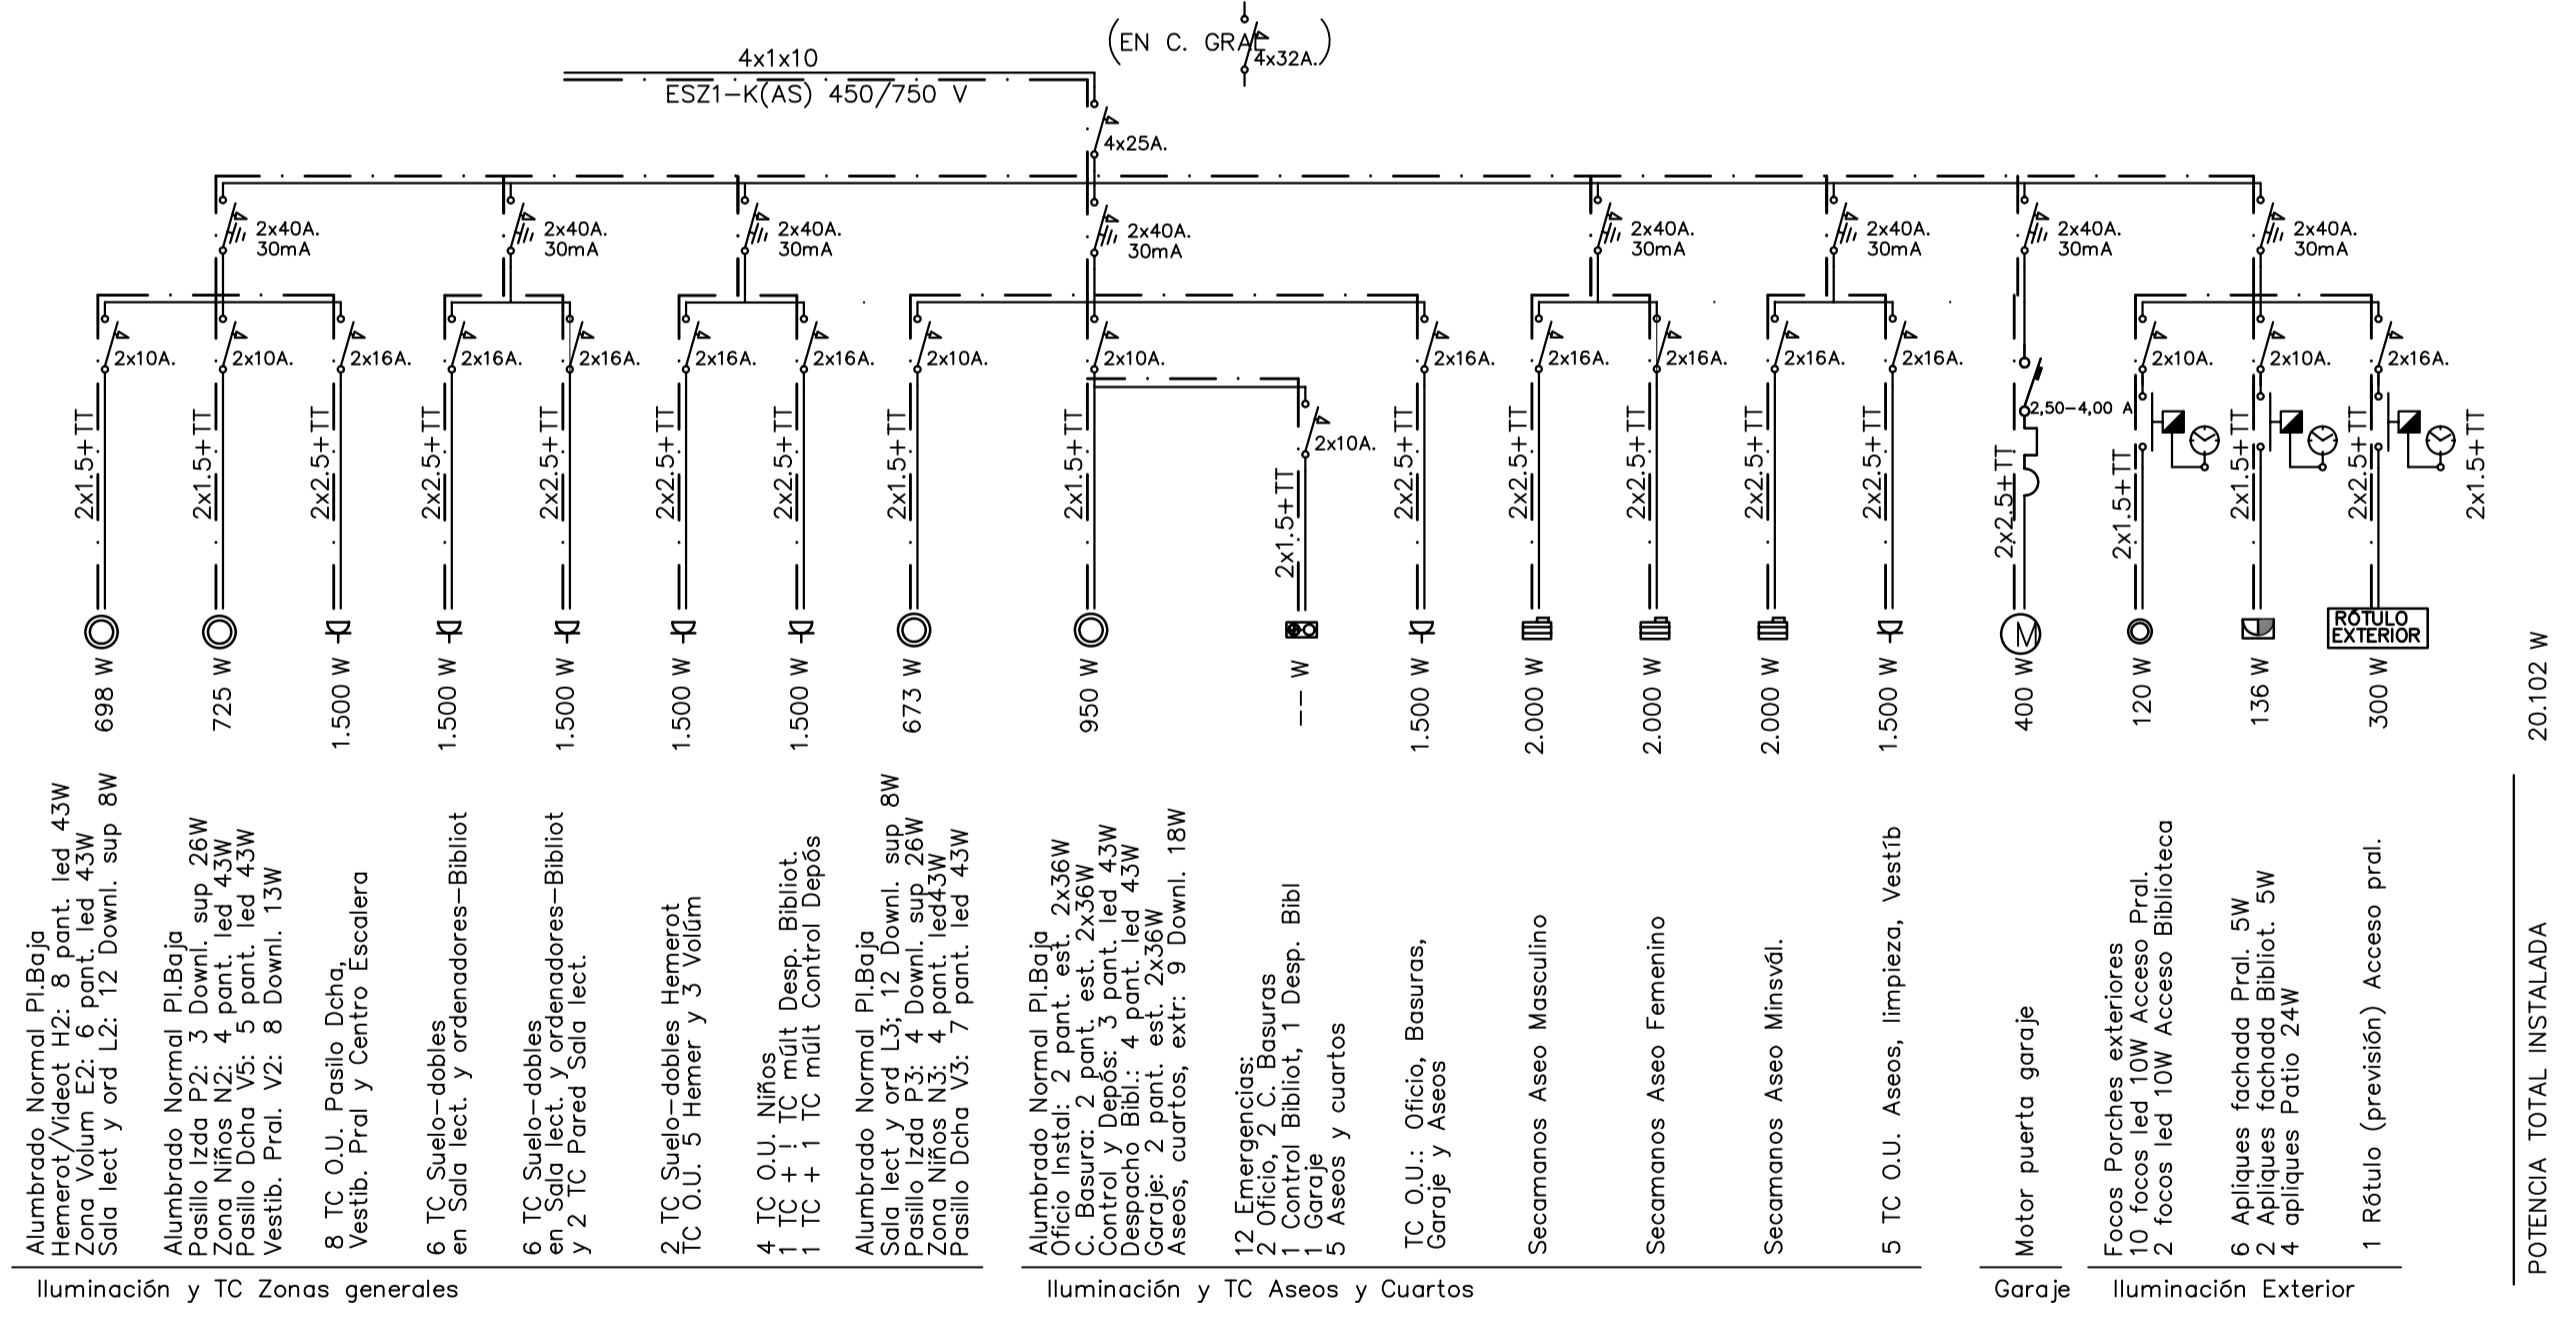 (EN C. GRAL
4x32A.)
4x1x10
ESZ1-K(AS) 450/750 V
4x25A.
2x40A.
30mA
2x40A.
30mA
2x40A.
30mA
2x40A.
30mA
2x40A.
30mA
2x40A.
30mA
2x40A.
30mA
2x40A.
30mA
2x10A.
2x10A.
2x16A.
2x16A.
2x16A.
2x16A.
2x16A.
2x10A.
2x10A.
2x16A.
2x16A.
2x16A.
2x16A.
2x16A.
2x10A.
2x10A.
2x16A.
2,50-4,00 A
2x10A.
2x1.5+TT
2x1.5+TT
2x2.5+TT
2x2.5+TT
2x2.5+TT
2x2.5+TT
2x2.5+TT
2x1.5+TT
2x1.5+TT
2x1.5+TT
2x2.5+TT
2x2.5+TT
2x2.5+TT
2x2.5+TT
2x2.5+TT
2x2.5+TT
2x1.5+TT
2x1.5+TT
2x2.5+TT
2x1.5+TT
M
RÓTULO
EXTERIOR
698 W
725 W
1.500 W
1.500 W
1.500 W
1.500 W
1.500 W
673 W
950 W
-- W
1.500 W
2.000 W
2.000 W
2.000 W
1.500 W
400 W
120 W
136 W
300 W
20.102 W
Alumbrado Normal Pl.Baja
Hemerot/Videot H2: 8 pant. led 43W
Zona Volum E2: 6 pant. led 43W
Sala lect y ord L2: 12 Downl. sup 8W
Alumbrado Normal Pl.Baja
Pasillo Izda P2: 3 Downl. sup 26W
Zona Niños N2: 4 pant. led 43W
Pasillo Dcha V5: 5 pant. led 43W
Vestib. Pral. V2: 8 Downl. 13W
8 TC O.U. Pasilo Dcha,
Vestib. Pral y Centro Escalera
6 TC Suelo-dobles
en Sala lect. y ordenadores-Bibliot
6 TC Suelo-dobles
en Sala lect. y ordenadores-Bibliot
y 2 TC Pared Sala lect.
2 TC Suelo-dobles Hemerot
TC O.U. 5 Hemer y 3 Volúm
4 TC O.U. Niños
1 TC + ! TC múlt Desp. Bibliot.
1 TC + 1 TC múlt Control Depós
Alumbrado Normal Pl.Baja
Sala lect y ord L3; 12 Downl. sup 8W
Pasillo Izda P3: 4 Downl. sup 26W
Zona Niños N3: 4 pant. led43W
Pasillo Dcha V3: 7 pant. led 43W
Alumbrado Normal Pl.Baja
Oficio Instal: 2 pant. est. 2x36W
C. Basura: 2 pant. est. 2x36W
Control y Depós: 3 pant. led 43W
Despacho Bibl.: 4 pant. led 43W
Garaje: 2 pant. est. 2x36W
Aseos, cuartos, extr: 9 Downl. 18W
12 Emergencias:
2 Oficio, 2 C. Basuras
1 Control Bibliot, 1 Desp. Bibl
1 Garaje
5 Aseos y cuartos
TC O.U.: Oficio, Basuras,
Garaje y Aseos
Secamanos Aseo Masculino
Secamanos Aseo Femenino
Secamanos Aseo Minsvál.
5 TC O.U. Aseos, limpieza, Vestíb
Motor puerta garaje
Focos Porches exteriores
10 focos led 10W Acceso Pral.
2 focos led 10W Acceso Biblioteca
6 Apliques fachada Pral. 5W
2 Apliques fachada Bibliot. 5W
4 apliques Patio 24W
1 Rótulo (previsión) Acceso pral.
POTENCIA TOTAL INSTALADA
Iluminación y TC Zonas generales
Iluminación y TC Aseos y Cuartos
Garaje
Iluminación Exterior